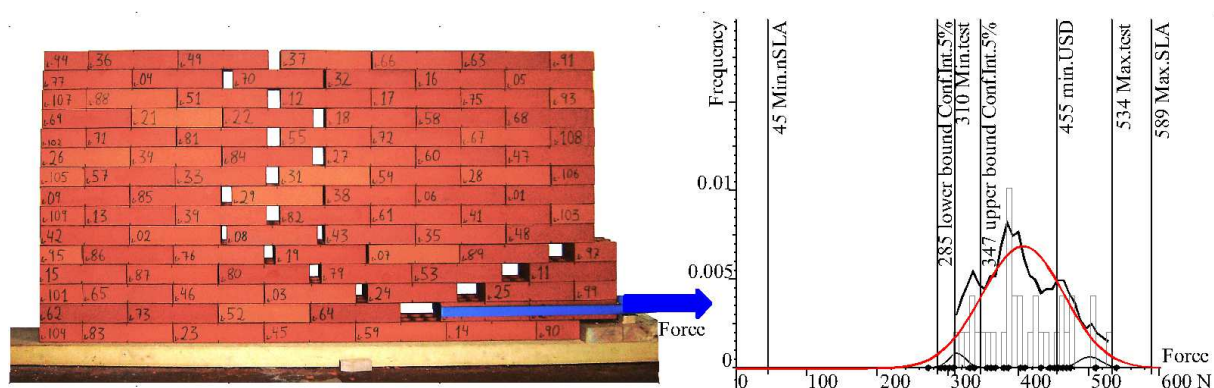 94 36 49 37 66 63 91
77 04 70 32 16 05
107 88 51 12 17 75 93
69 21 22 18 58 68
102 71 81 55 72 67 108
26 34 84 27 60 47
105 57 33 31 54 28 106
09 85 29 38 06 01
13 39 82 61 41 103
42 02 08 43 35 48
95 86 76 19 07 89 92
15 87 80 79 53 11
101 65 46 03 24 25 99
62 73 52 64
104 83 23 45 59 14 90
Force
Frequency
0.01
0.005
0
45 Min.nSLA
285 lower bound Conf.Int.5%
310 Min.test
347 upper bound Conf.Int.5%
455 min.USD
534 Max.test
589 Max.SLA
Force
0 100 200 300 400 500 600 N